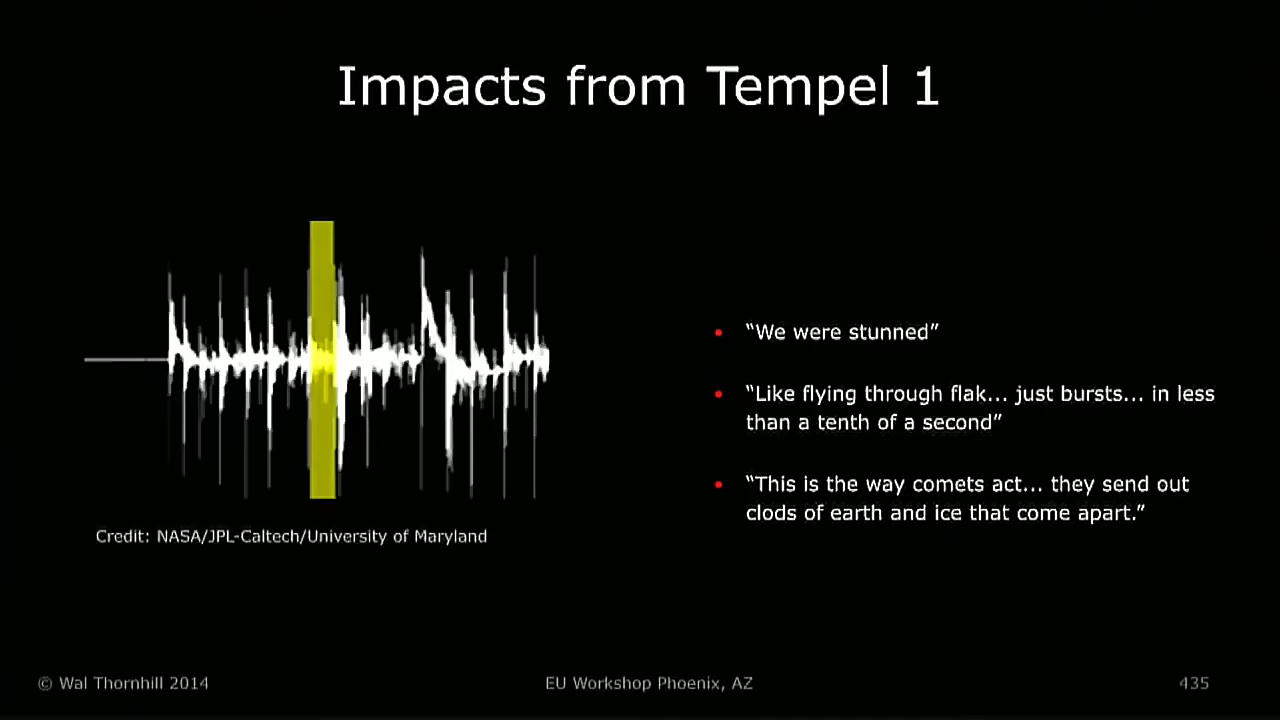 Impacts from Tempel 1
“We were stunned”
“Like flying through flak... just bursts... in less
than a tenth of a second”
“This is the way comets act... they send out
clods of earth and ice that come apart.”
Credit: NASA/JPL-Caltech/University of Maryland
© Wal Thornhill 2014
EU Workshop Phoenix, AZ
435